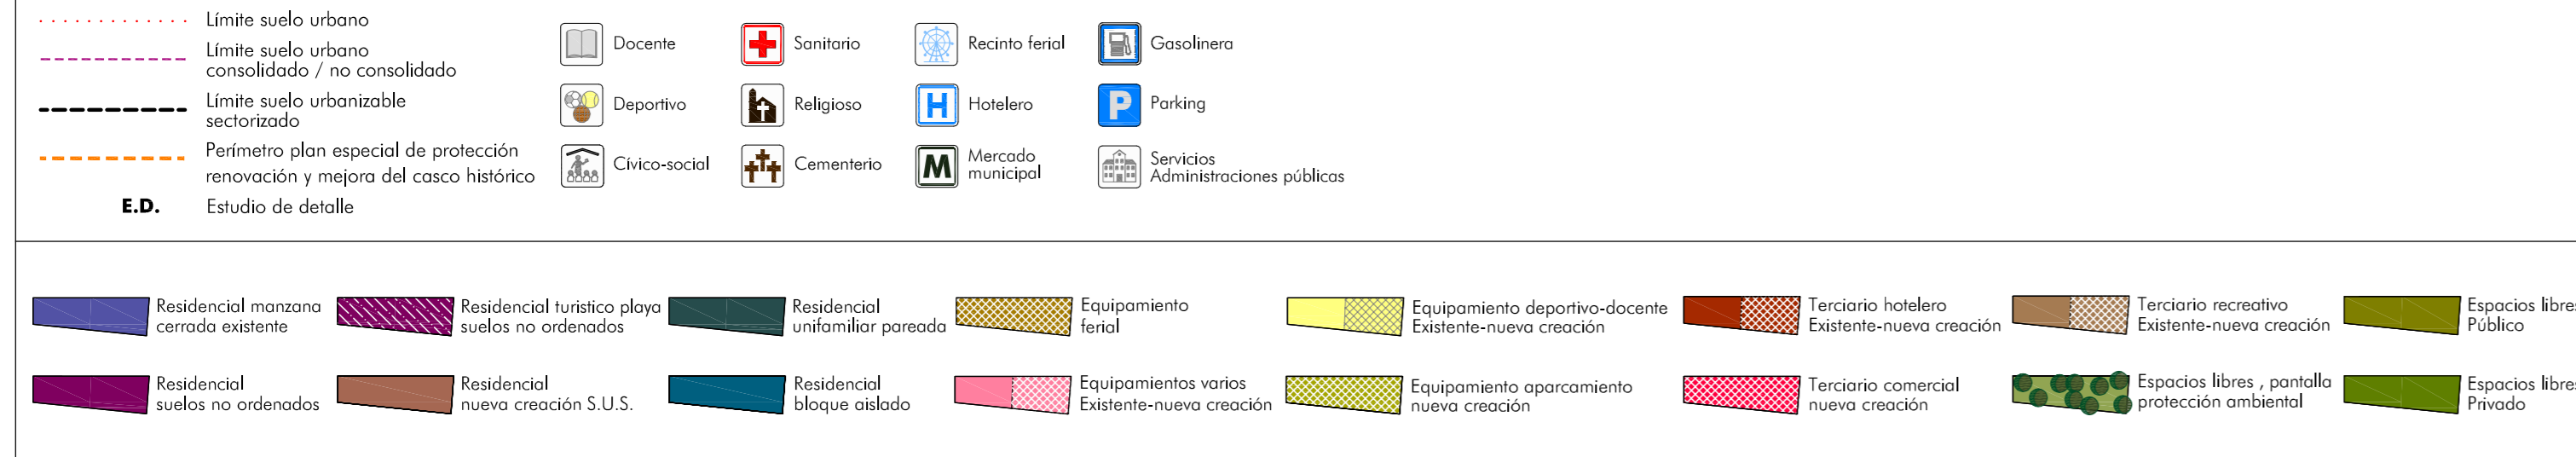 Límite suelo urbano
Límite suelo urbano
consolidado / no consolidado
Límite suelo urbanizable
sectorizado
Perímetro plan especial de protección
renovación y mejora del casco histórico
E.D. Estudio de detalle
Docente
Sanitario
Recinto ferial
Gasolinera
Deportivo
Religioso
H Hotelero
P Parking
Cívico-social
Cementerio
M Mercado
municipal
Servicios
Administraciones públicas
Residencial manzana
cerrada existente
Residencial turistico playa
suelos no ordenados
Residencial
unifamiliar pareada
Equipamiento
ferial
Equipamiento deportivo-docente
Existente-nueva creación
Terciario hotelero
Existente-nueva creación
Terciario recreativo
Existente-nueva creación
Espacios libres
Público
Residencial
suelos no ordenados
Residencial
nueva creación S.U.S.
Residencial
bloque aislado
Equipamientos varios
Existente-nueva creación
Equipamiento aparcamiento
nueva creación
Terciario comercial
nueva creación
Espacios libres , pantalla
protección ambiental
Espacios libres
Privado